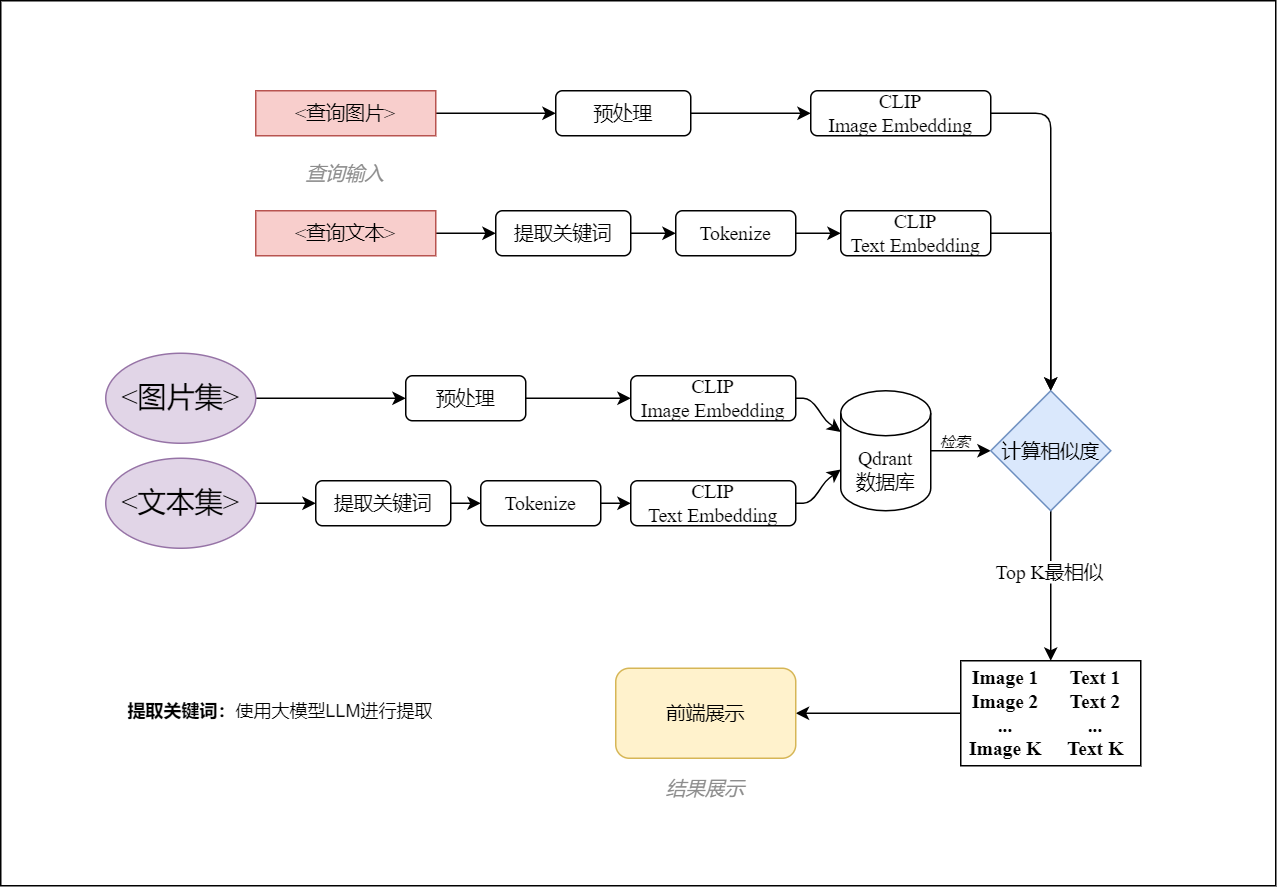 <查询图片>
预处理
CLIP
Image Embedding
查询输入
<查询文本>
提取关键词
Tokenize
CLIP
Text Embedding
<图片集>
预处理
CLIP
Image Embedding
<文本集>
提取关键词
Tokenize
CLIP
Text Embedding
Qdrant
数据库
检索
计算相似度
Top K最相似
Image 1 Text 1
Image 2 Text 2
... ...
Image K Text K
前端展示
结果展示
提取关键词：使用大模型LLM进行提取